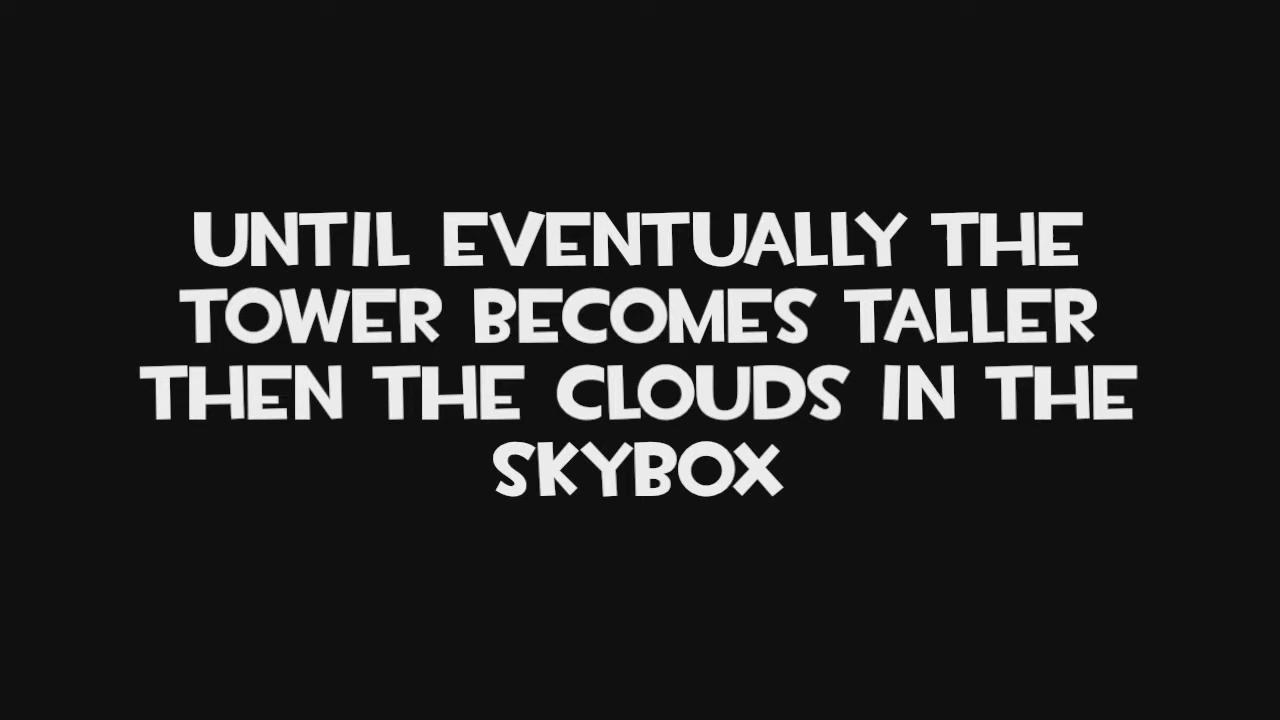 UNTIL EVENTUALLY THE
TOWER BECOMES TALLER
THEN THE CLOUDS IN THE
SKYBOX